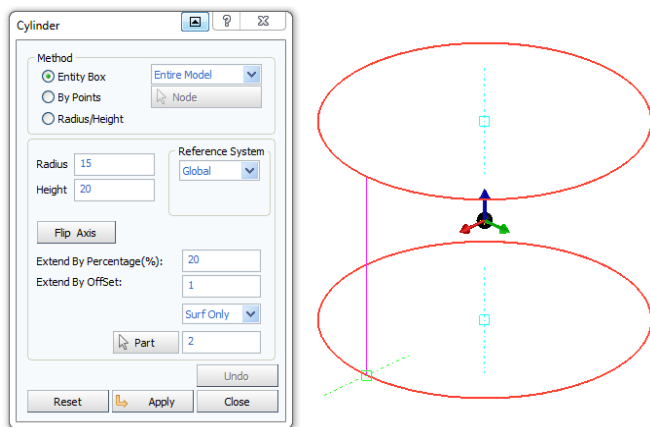 Cylinder
?
Method
Entity Box
Entire Model
By Points
Node
Radius/Height
Reference System
Radius
15
Global
Height
20
Flip Axis
Extend By Percentage(%):
20
Extend By OffSet:
1
Surf Only
Part
2
Undo
Reset
Apply
Close